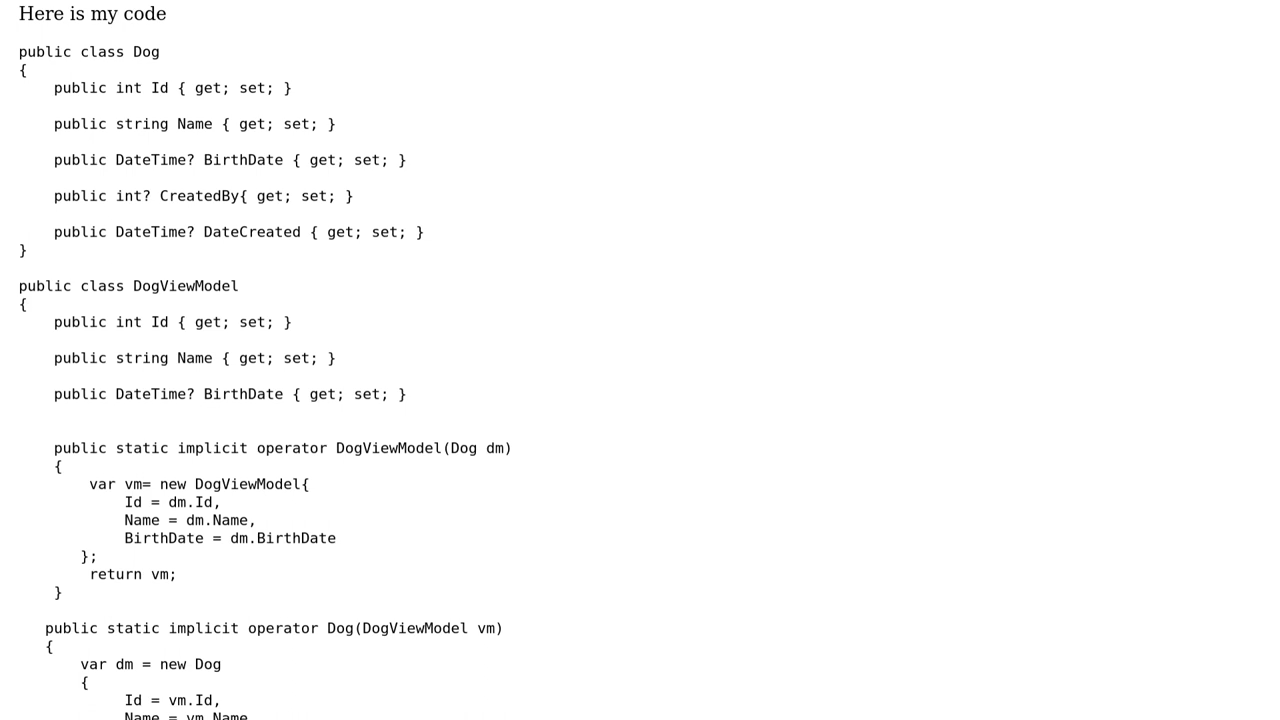 Here is my code
public class Dog
{
    public int Id { get; set; }
    public string Name { get; set; }
    public DateTime? BirthDate { get; set; }
    public int? CreatedBy{ get; set; }
    public DateTime? DateCreated { get; set; }
}
public class DogViewModel
{
    public int Id { get; set; }
    public string Name { get; set; }
    public DateTime? BirthDate { get; set; }
    public static implicit operator DogViewModel(Dog dm)
    {
        var vm= new DogViewModel{
            Id = dm.Id,
            Name = dm.Name,
            BirthDate = dm.BirthDate
       };
        return vm;
    }
   public static implicit operator Dog(DogViewModel vm)
   {
       var dm = new Dog
       {
            Id = vm.Id,
            Name = vm.Name